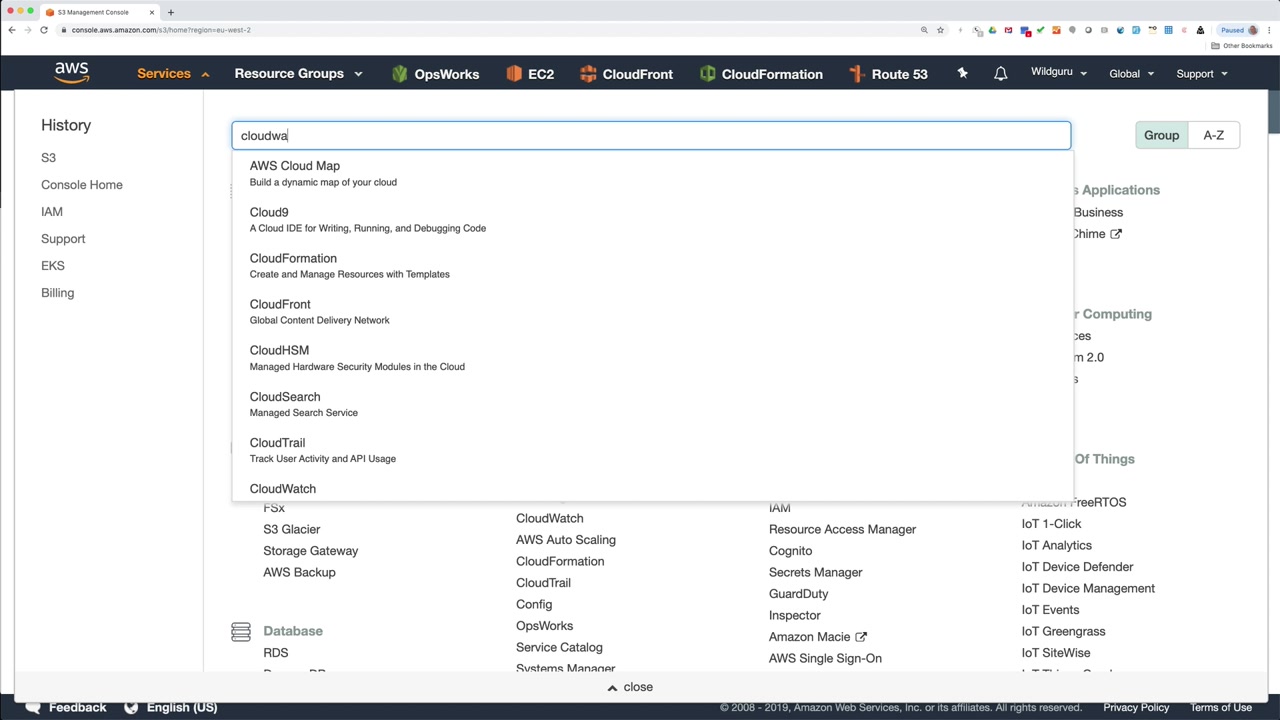 S3 Management Console
console.aws.amazon.com/s3/home?region=eu-west-2
Paused
Other Bookmarks
aws
Services
Resource Groups
OpsWorks
EC2
CloudFront
CloudFormation
Route 53
Wildguru
Global
Support
History
S3
Console Home
IAM
Support
EKS
Billing
cloudwa
Group
A-Z
AWS Cloud Map
Build a dynamic map of your cloud
Cloud9
A Cloud IDE for Writing, Running, and Debugging Code
CloudFormation
Create and Manage Resources with Templates
CloudFront
Global Content Delivery Network
CloudHSM
Managed Hardware Security Modules in the Cloud
CloudSearch
Managed Search Service
CloudTrail
Track User Activity and API Usage
CloudWatch
FSx
S3 Glacier
Storage Gateway
AWS Backup
Database
RDS
CloudWatch
AWS Auto Scaling
CloudFormation
CloudTrail
Config
OpsWorks
Service Catalog
Systems Manager
IAM
Resource Access Manager
Cognito
Secrets Manager
GuardDuty
Inspector
Amazon Macie
AWS Single Sign-On
s Applications
Business
Chime
r Computing
ces
m 2.0
s
Of Things
Amazon FreeRTOS
IoT 1-Click
IoT Analytics
IoT Device Defender
IoT Device Management
IoT Events
IoT Greengrass
IoT SiteWise
close
Feedback
English (US)
© 2008 - 2019, Amazon Web Services, Inc. or its affiliates. All rights reserved.
Privacy Policy
Terms of Use